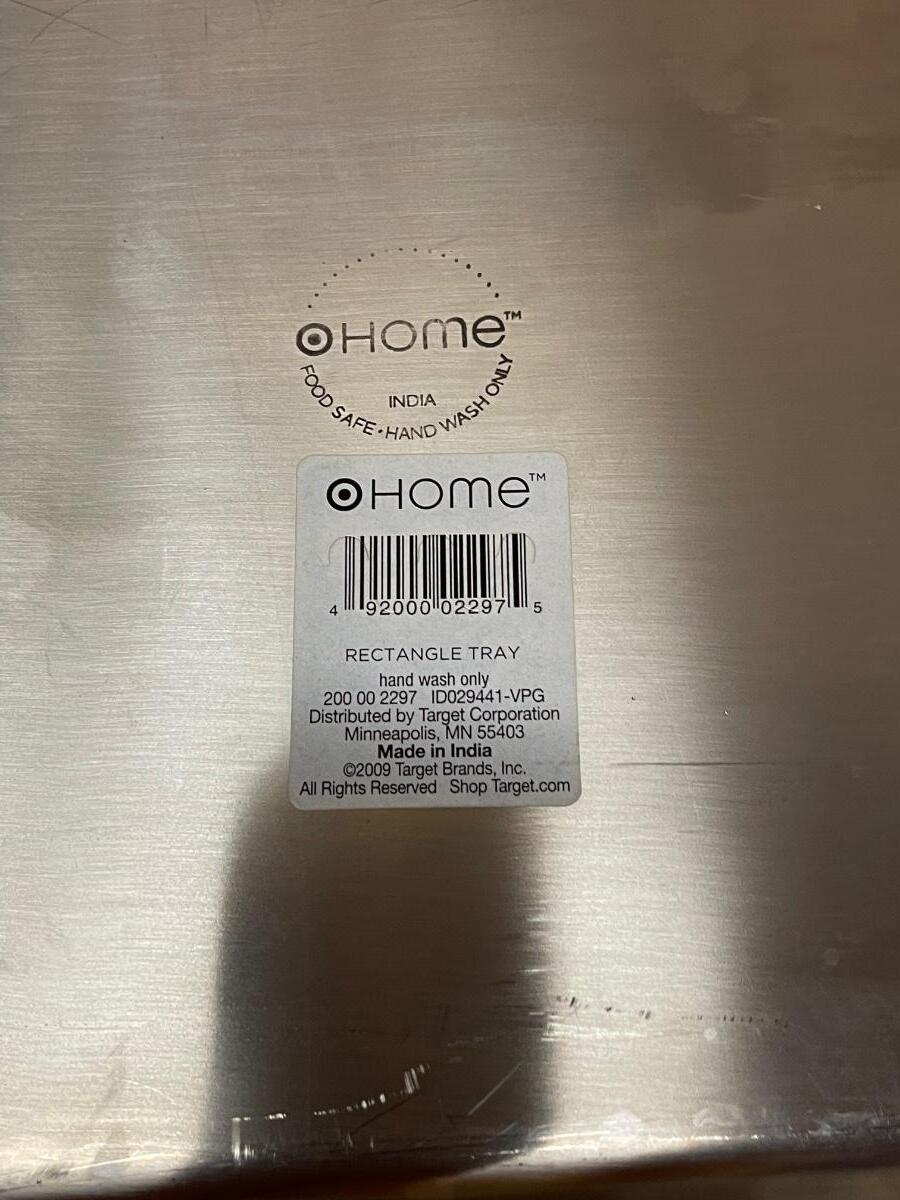 HOME™
INDIA
FOOD SAFE • HAND WASH ONLY
HOME™
4 92000 02297 5
RECTANGLE TRAY
hand wash only
200 00 2297 ID029441-VPG
Distributed by Target Corporation
Minneapolis, MN 55403
Made in India
©2009 Target Brands, Inc.
All Rights Reserved Shop Target.com